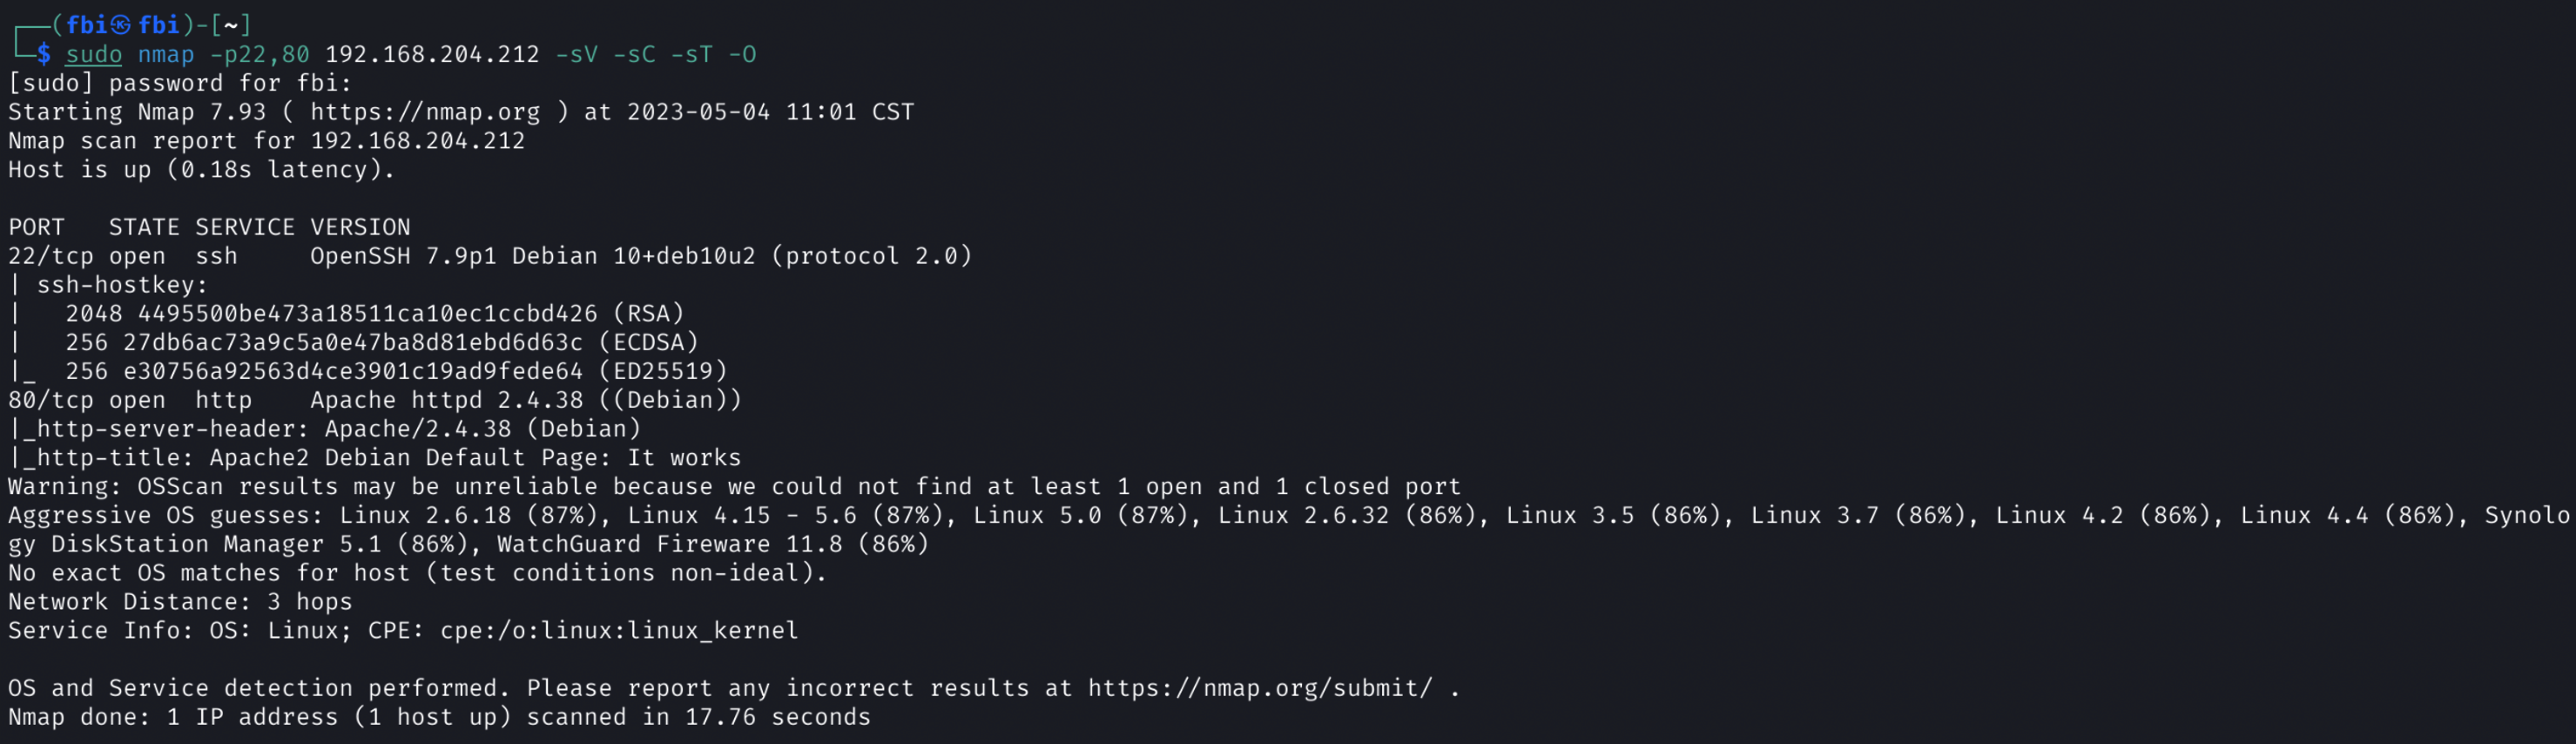 ┌──(fbi㉿fbi)-[~]
└─$ sudo nmap -p22,80 192.168.204.212 -sV -sC -sT -O
[sudo] password for fbi:
Starting Nmap 7.93 ( https://nmap.org ) at 2023-05-04 11:01 CST
Nmap scan report for 192.168.204.212
Host is up (0.18s latency).

PORT   STATE SERVICE VERSION
22/tcp open  ssh     OpenSSH 7.9p1 Debian 10+deb10u2 (protocol 2.0)
| ssh-hostkey:
|   2048 4495500be473a18511ca10ec1ccbd426 (RSA)
|   256 27db6ac73a9c5a0e47ba8d81ebd6d63c (ECDSA)
|_  256 e30756a92563d4ce3901c19ad9fede64 (ED25519)
80/tcp open  http    Apache httpd 2.4.38 ((Debian))
|_http-server-header: Apache/2.4.38 (Debian)
|_http-title: Apache2 Debian Default Page: It works
Warning: OSScan results may be unreliable because we could not find at least 1 open and 1 closed port
Aggressive OS guesses: Linux 2.6.18 (87%), Linux 4.15 - 5.6 (87%), Linux 5.0 (87%), Linux 2.6.32 (86%), Linux 3.5 (86%), Linux 3.7 (86%), Linux 4.2 (86%), Linux 4.4 (86%), Synolo
gy DiskStation Manager 5.1 (86%), WatchGuard Fireware 11.8 (86%)
No exact OS matches for host (test conditions non-ideal).
Network Distance: 3 hops
Service Info: OS: Linux; CPE: cpe:/o:linux:linux_kernel

OS and Service detection performed. Please report any incorrect results at https://nmap.org/submit/ .
Nmap done: 1 IP address (1 host up) scanned in 17.76 seconds